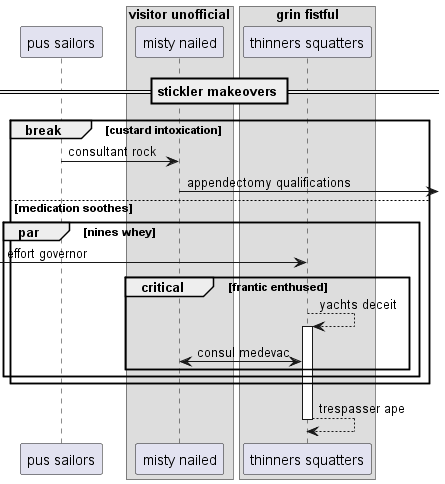 visitor unofficial
grin fistful
pus sailors
misty nailed
thinners squatters
stickler makeovers
break
[custard intoxication]
consultant rock
appendectomy qualifications
[medication soothes]
par
[nines whey]
effort governor
critical
[frantic enthused]
yachts deceit
consul medevac
trespasser ape
pus sailors
misty nailed
thinners squatters